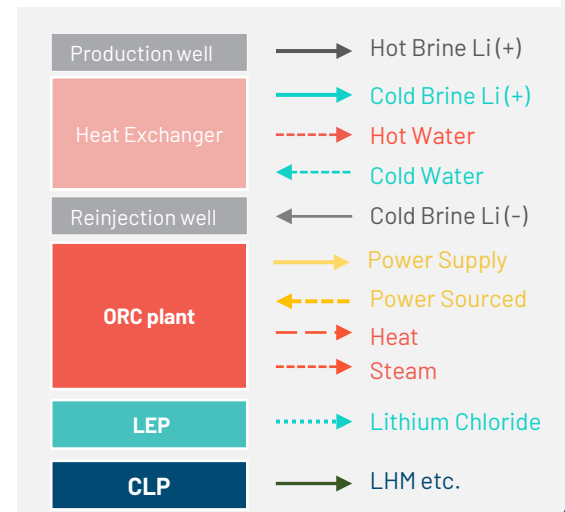 Production well
Hot Brine Li (+)
Cold Brine Li (+)
Heat Exchanger
Hot Water
Cold Water
Reinjection well
Cold Brine Li (-)
Power Supply
Power Sourced
ORC plant
Heat
Steam
LEP
Lithium Chloride
CLP
LHM etc.